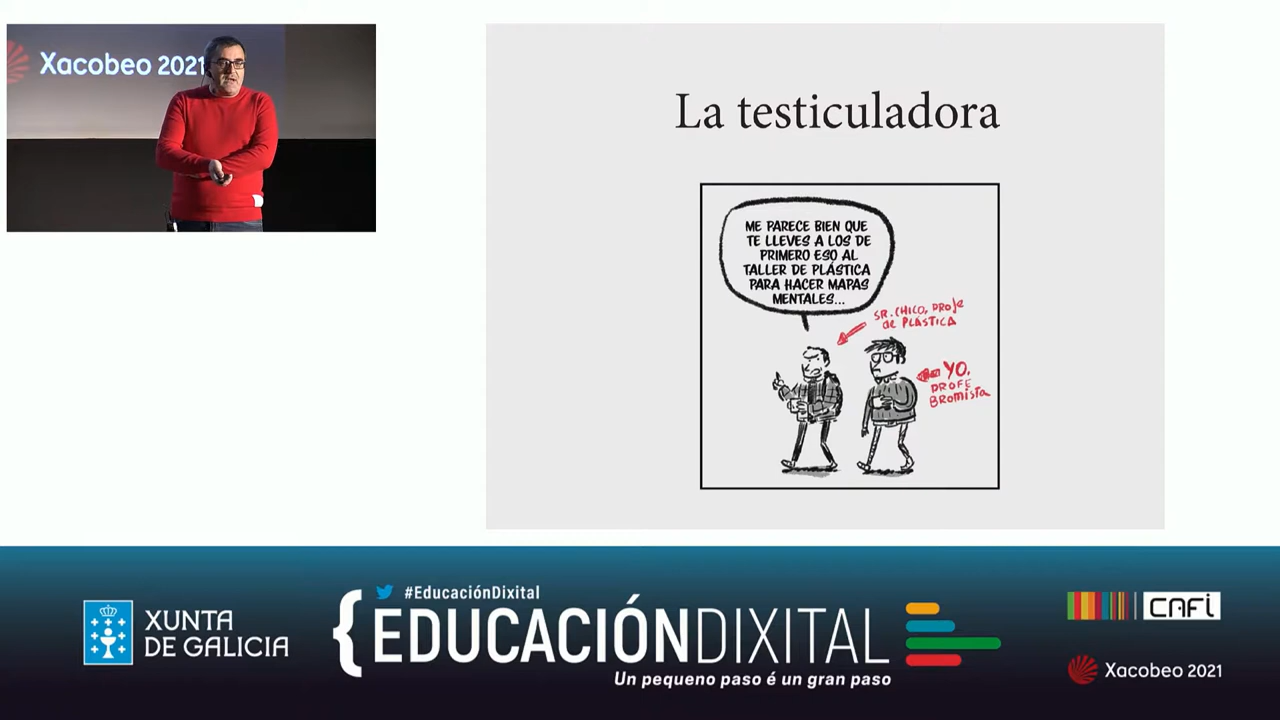 Xacobeo 2021
La testiculadora
ME PARECE BIEN QUE
TE LLEVES A LOS DE
PRIMERO ESO AL
TALLER DE PLÁSTICA
PARA HACER MAPAS
MENTALES...
SR. CHICO, PROFE
de PLÁSTICA
YO,
PROFE
BROMISTA
XUNTA
DE GALICIA
#EducaciónDixital
{EDUCACIÓNDIXITAL
Un pequeno paso é un gran paso
CAFi
Xacobeo 2021